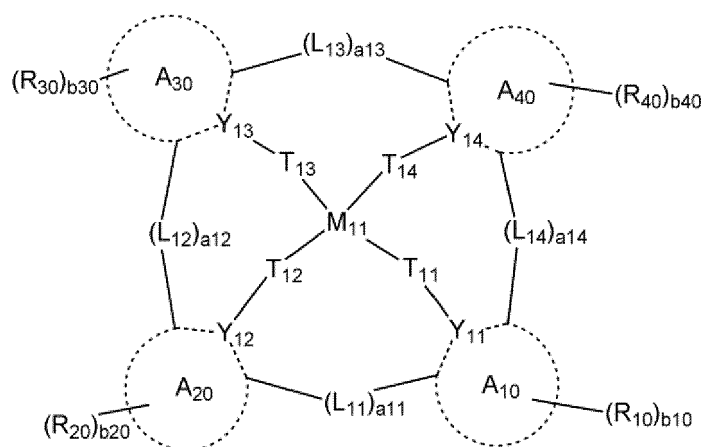 (L₁₃)ₐ₁₃
(R₃₀)b₃₀ A₃₀ A₄₀ (R₄₀)b₄₀
Y₁₃ Y₁₄
T₁₃ T₁₄
M₁₁
(L₁₂)ₐ₁₂ (L₁₄)ₐ₁₄
T₁₂ T₁₁
Y₁₂ Y₁₁
A₂₀ A₁₀
(L₁₁)ₐ₁₁
(R₂₀)b₂₀ (R₁₀)b₁₀